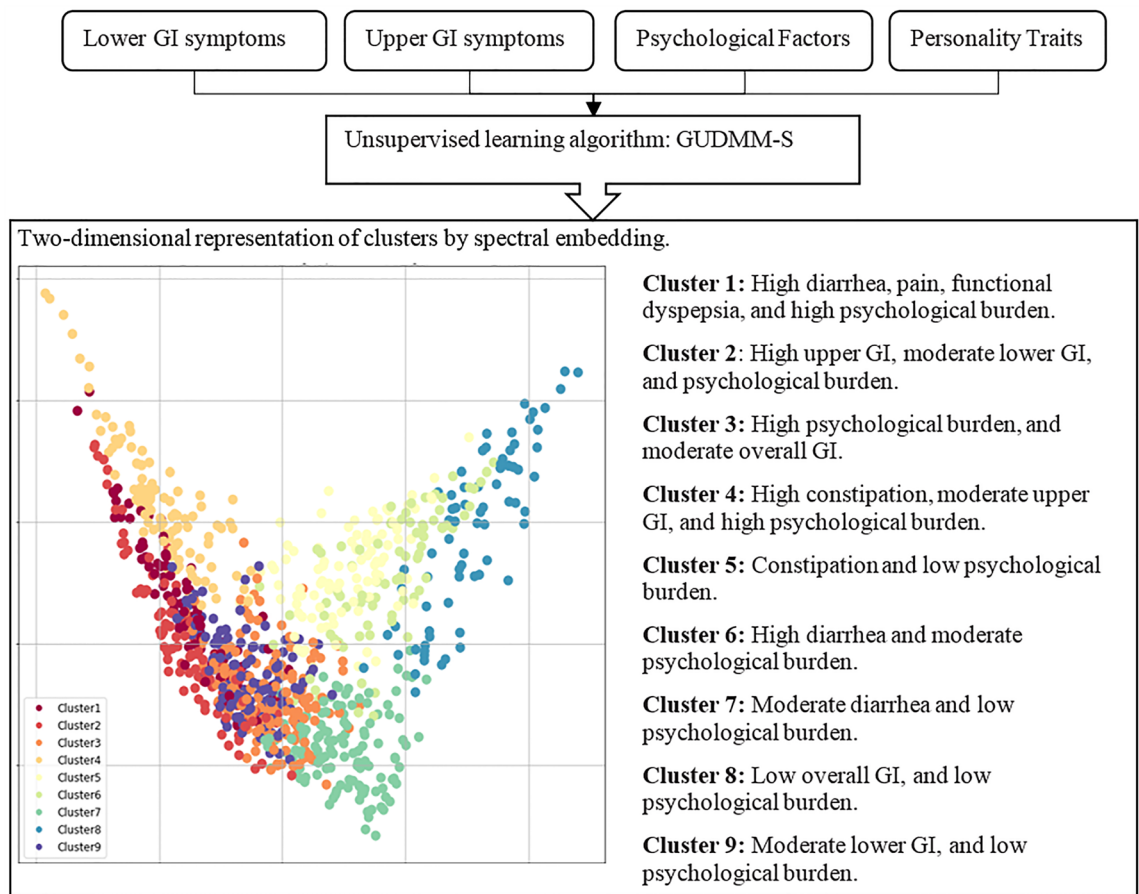 Lower GI symptoms
Upper GI symptoms
Psychological Factors
Personality Traits
Unsupervised learning algorithm: GUDMM-S
Two-dimensional representation of clusters by spectral embedding.
Cluster1
Cluster2
Cluster3
Cluster4
Cluster5
Cluster6
Cluster7
Cluster8
Cluster9
Cluster 1: High diarrhea, pain, functional
dyspepsia, and high psychological burden.
Cluster 2: High upper GI, moderate lower GI,
and psychological burden.
Cluster 3: High psychological burden, and
moderate overall GI.
Cluster 4: High constipation, moderate upper
GI, and high psychological burden.
Cluster 5: Constipation and low psychological
burden.
Cluster 6: High diarrhea and moderate
psychological burden.
Cluster 7: Moderate diarrhea and low
psychological burden.
Cluster 8: Low overall GI, and low
psychological burden.
Cluster 9: Moderate lower GI, and low
psychological burden.